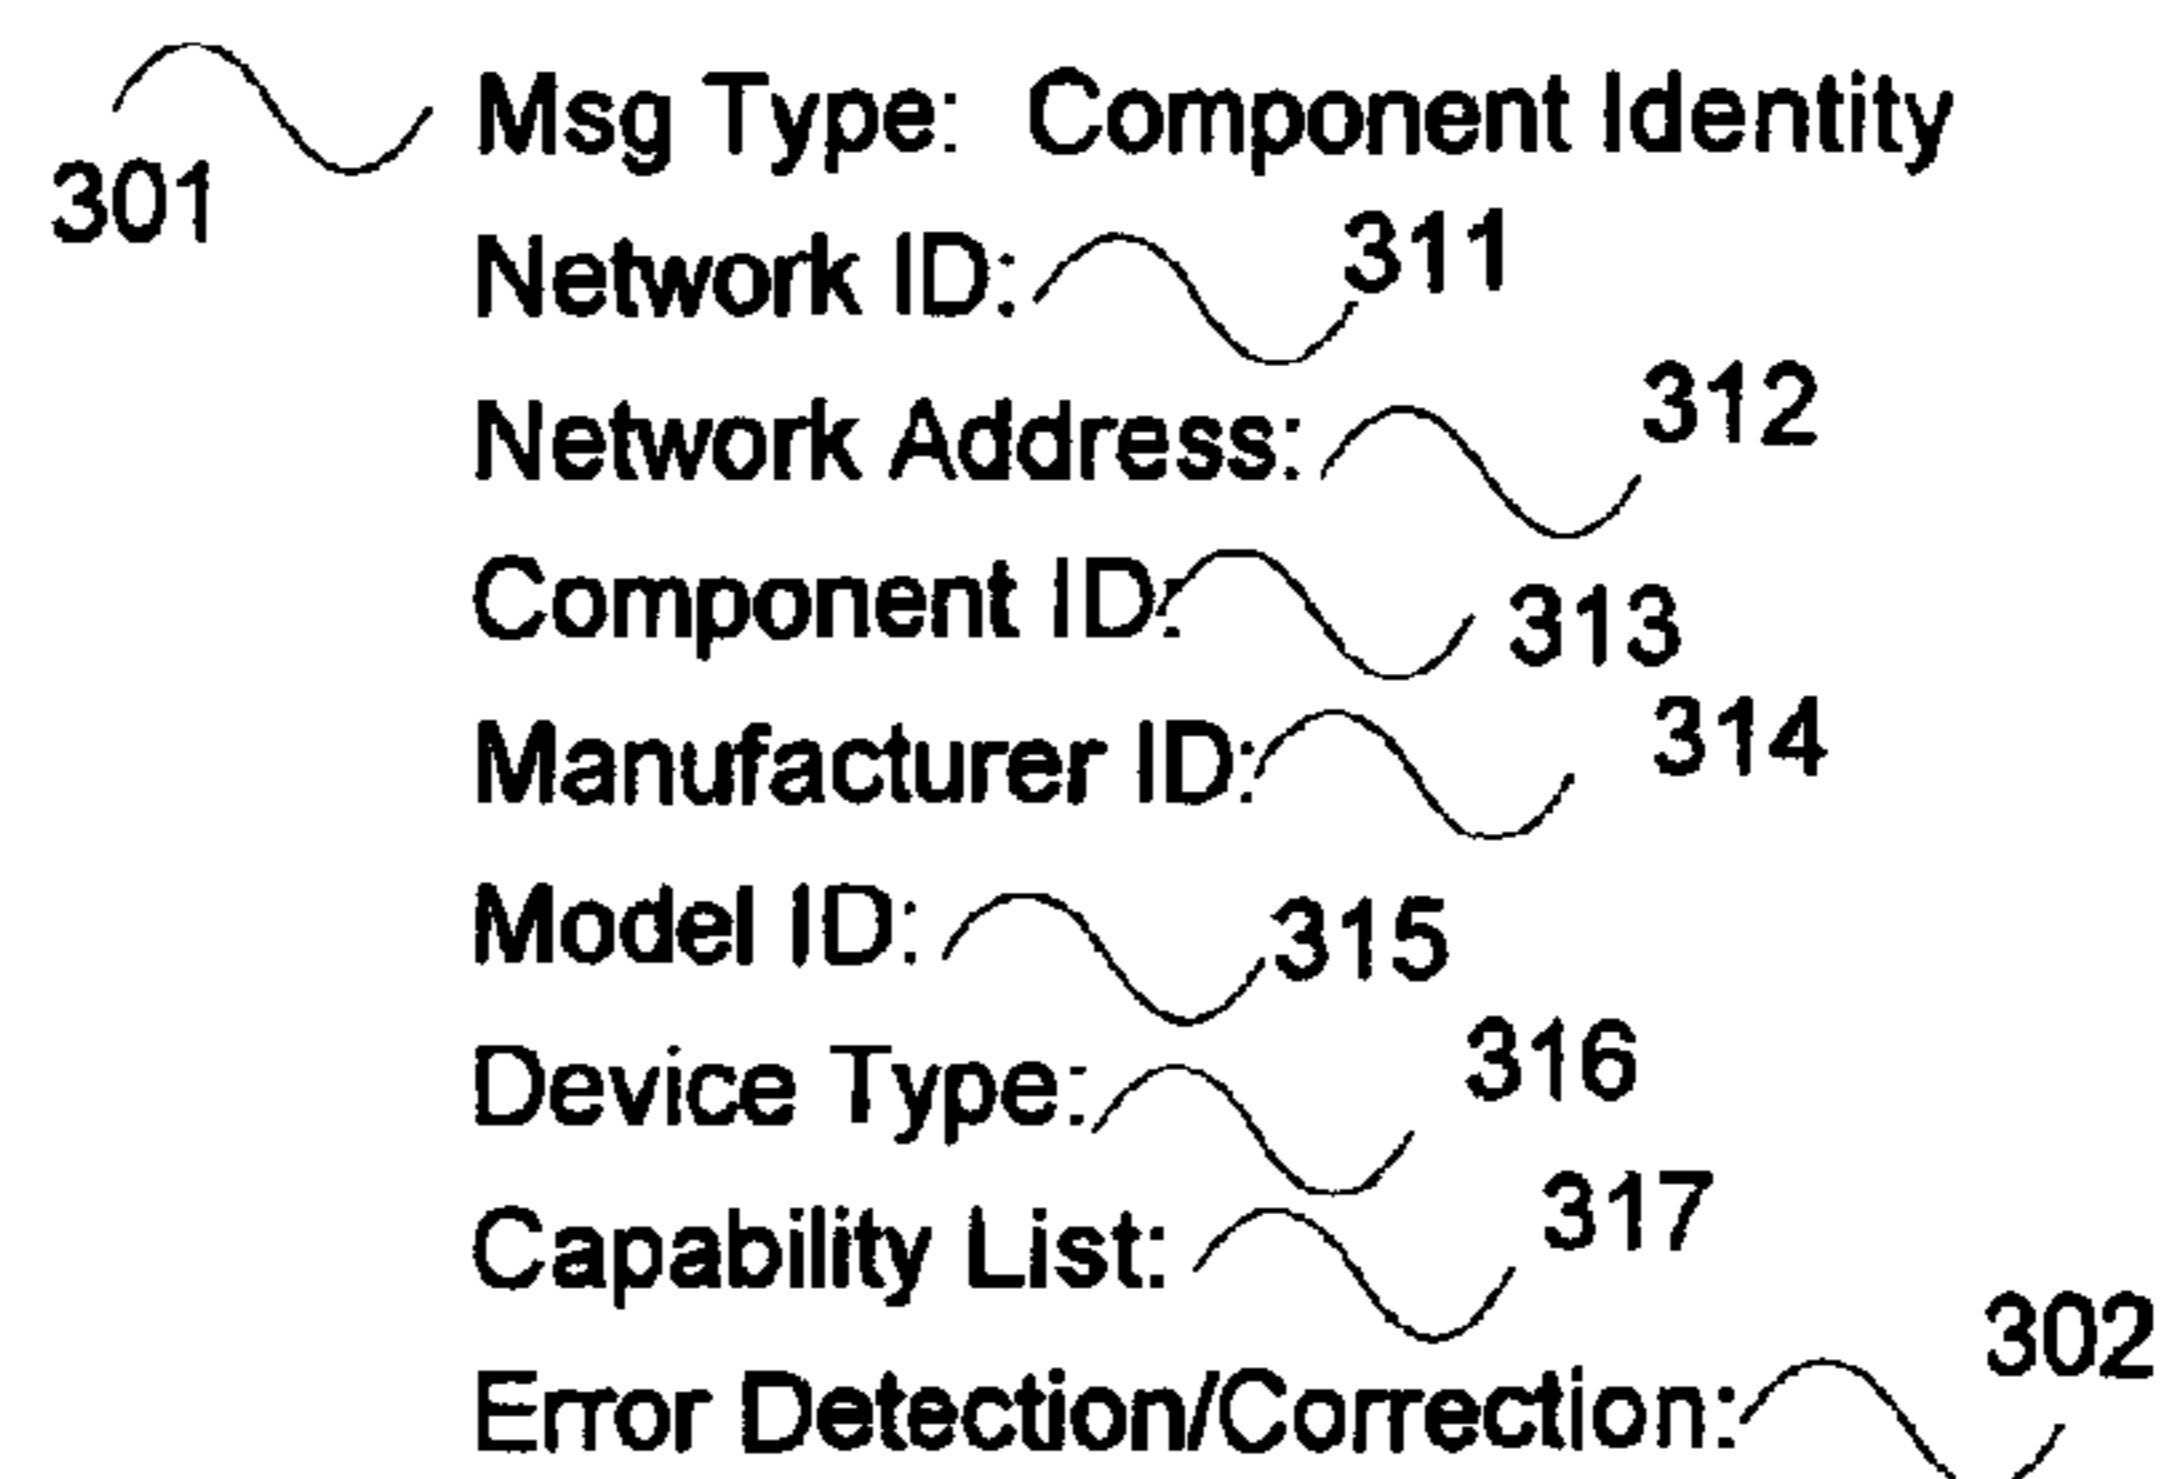 301 Msg Type: Component Identity
Network ID: 311
Network Address: 312
Component ID: 313
Manufacturer ID: 314
Model ID: 315
Device Type: 316
Capability List: 317
Error Detection/Correction: 302